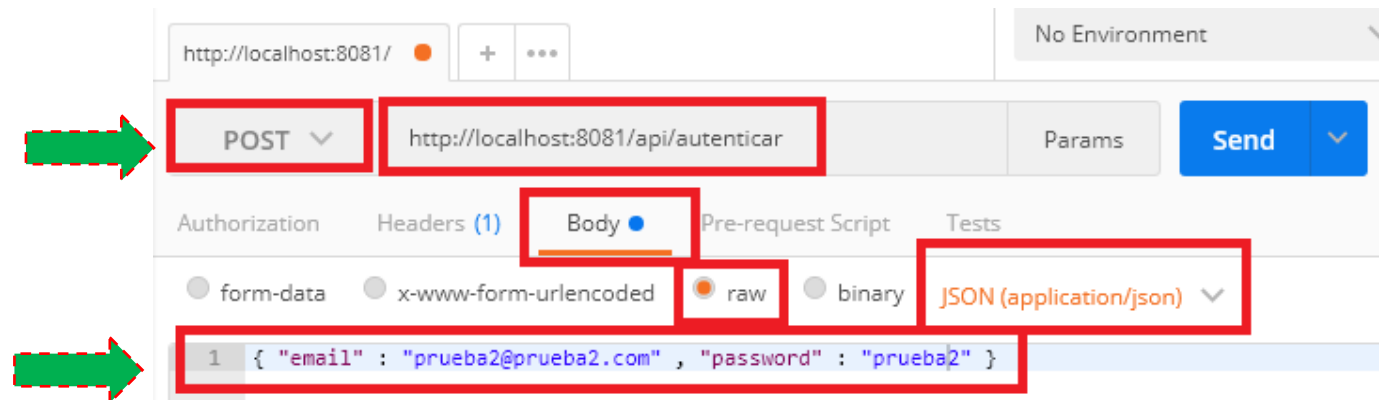 http://localhost:8081/ + ••• No Environment
POST http://localhost:8081/api/autenticar Params Send
Authorization Headers (1) Body Pre-request Script Tests
form-data x-www-form-urlencoded raw binary JSON (application/json)
1 { "email" : "prueba2@prueba2.com" , "password" : "prueba2" }